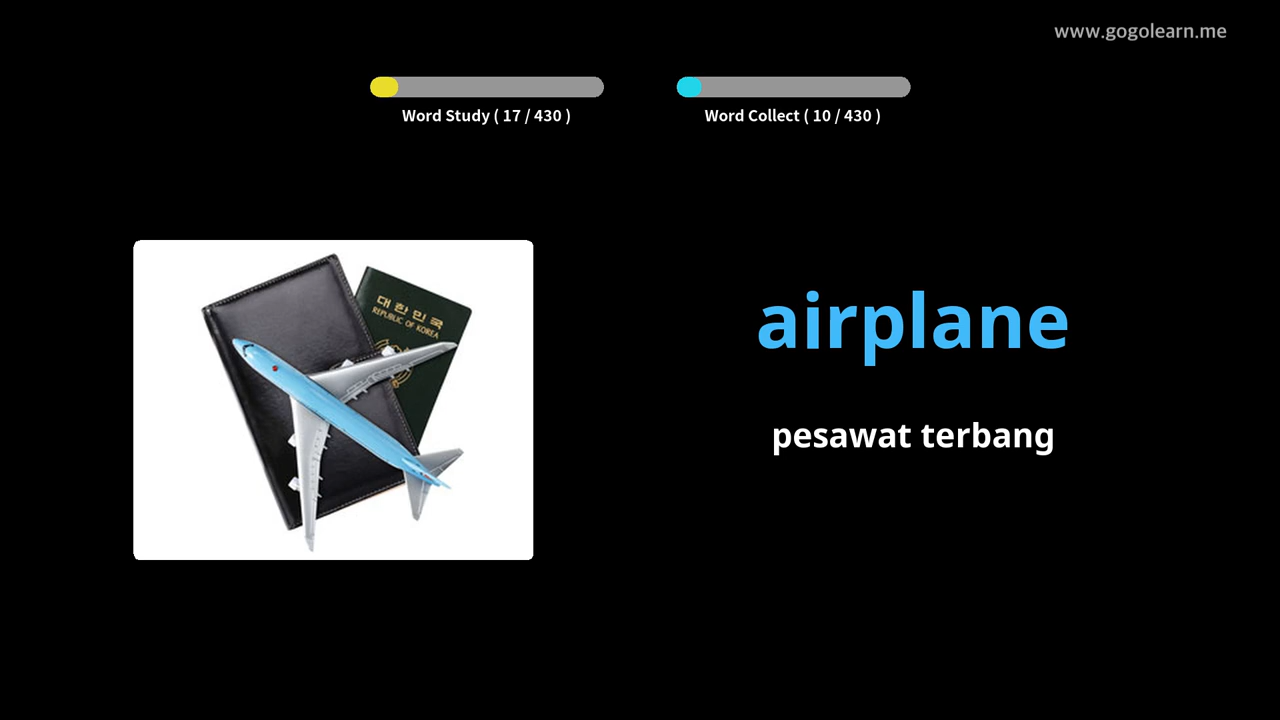 www.gogolearn.me
Word Study ( 17 / 430 )
Word Collect ( 10 / 430 )
대한민국
REPUBLIC OF KOREA
airplane
pesawat terbang